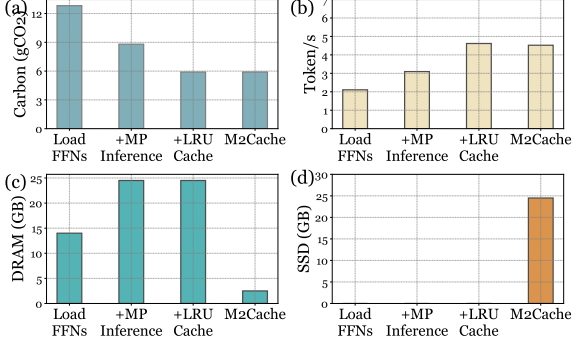 (a)
Carbon (gCO2)
12
9
6
3
0
Load FFNs
+MP Inference
+LRU Cache
M2Cache
(b)
Token/s
7
6
5
4
3
2
1
0
Load FFNs
+MP Inference
+LRU Cache
M2Cache
(c)
DRAM (GB)
25
20
15
10
5
0
Load FFNs
+MP Inference
+LRU Cache
M2Cache
(d)
SSD (GB)
30
25
20
15
10
5
0
Load FFNs
+MP Inference
+LRU Cache
M2Cache